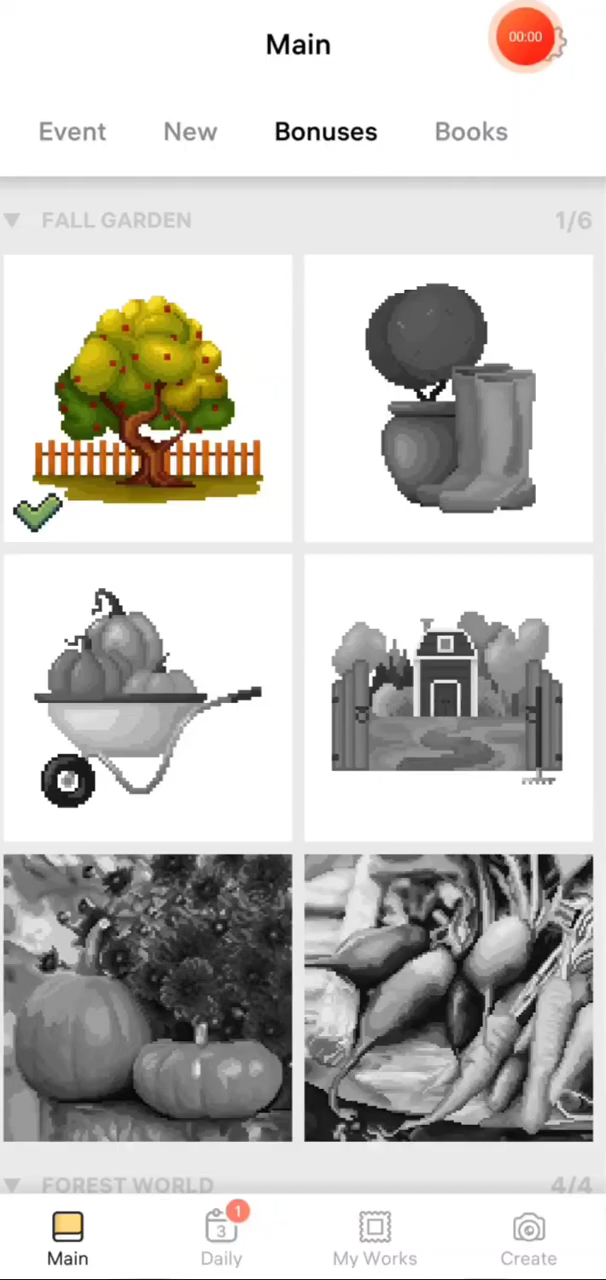 Main
00:00
Event New Bonuses Books
FALL GARDEN 1/6
FOREST WORLD 4/4
1
3
Main Daily My Works Create